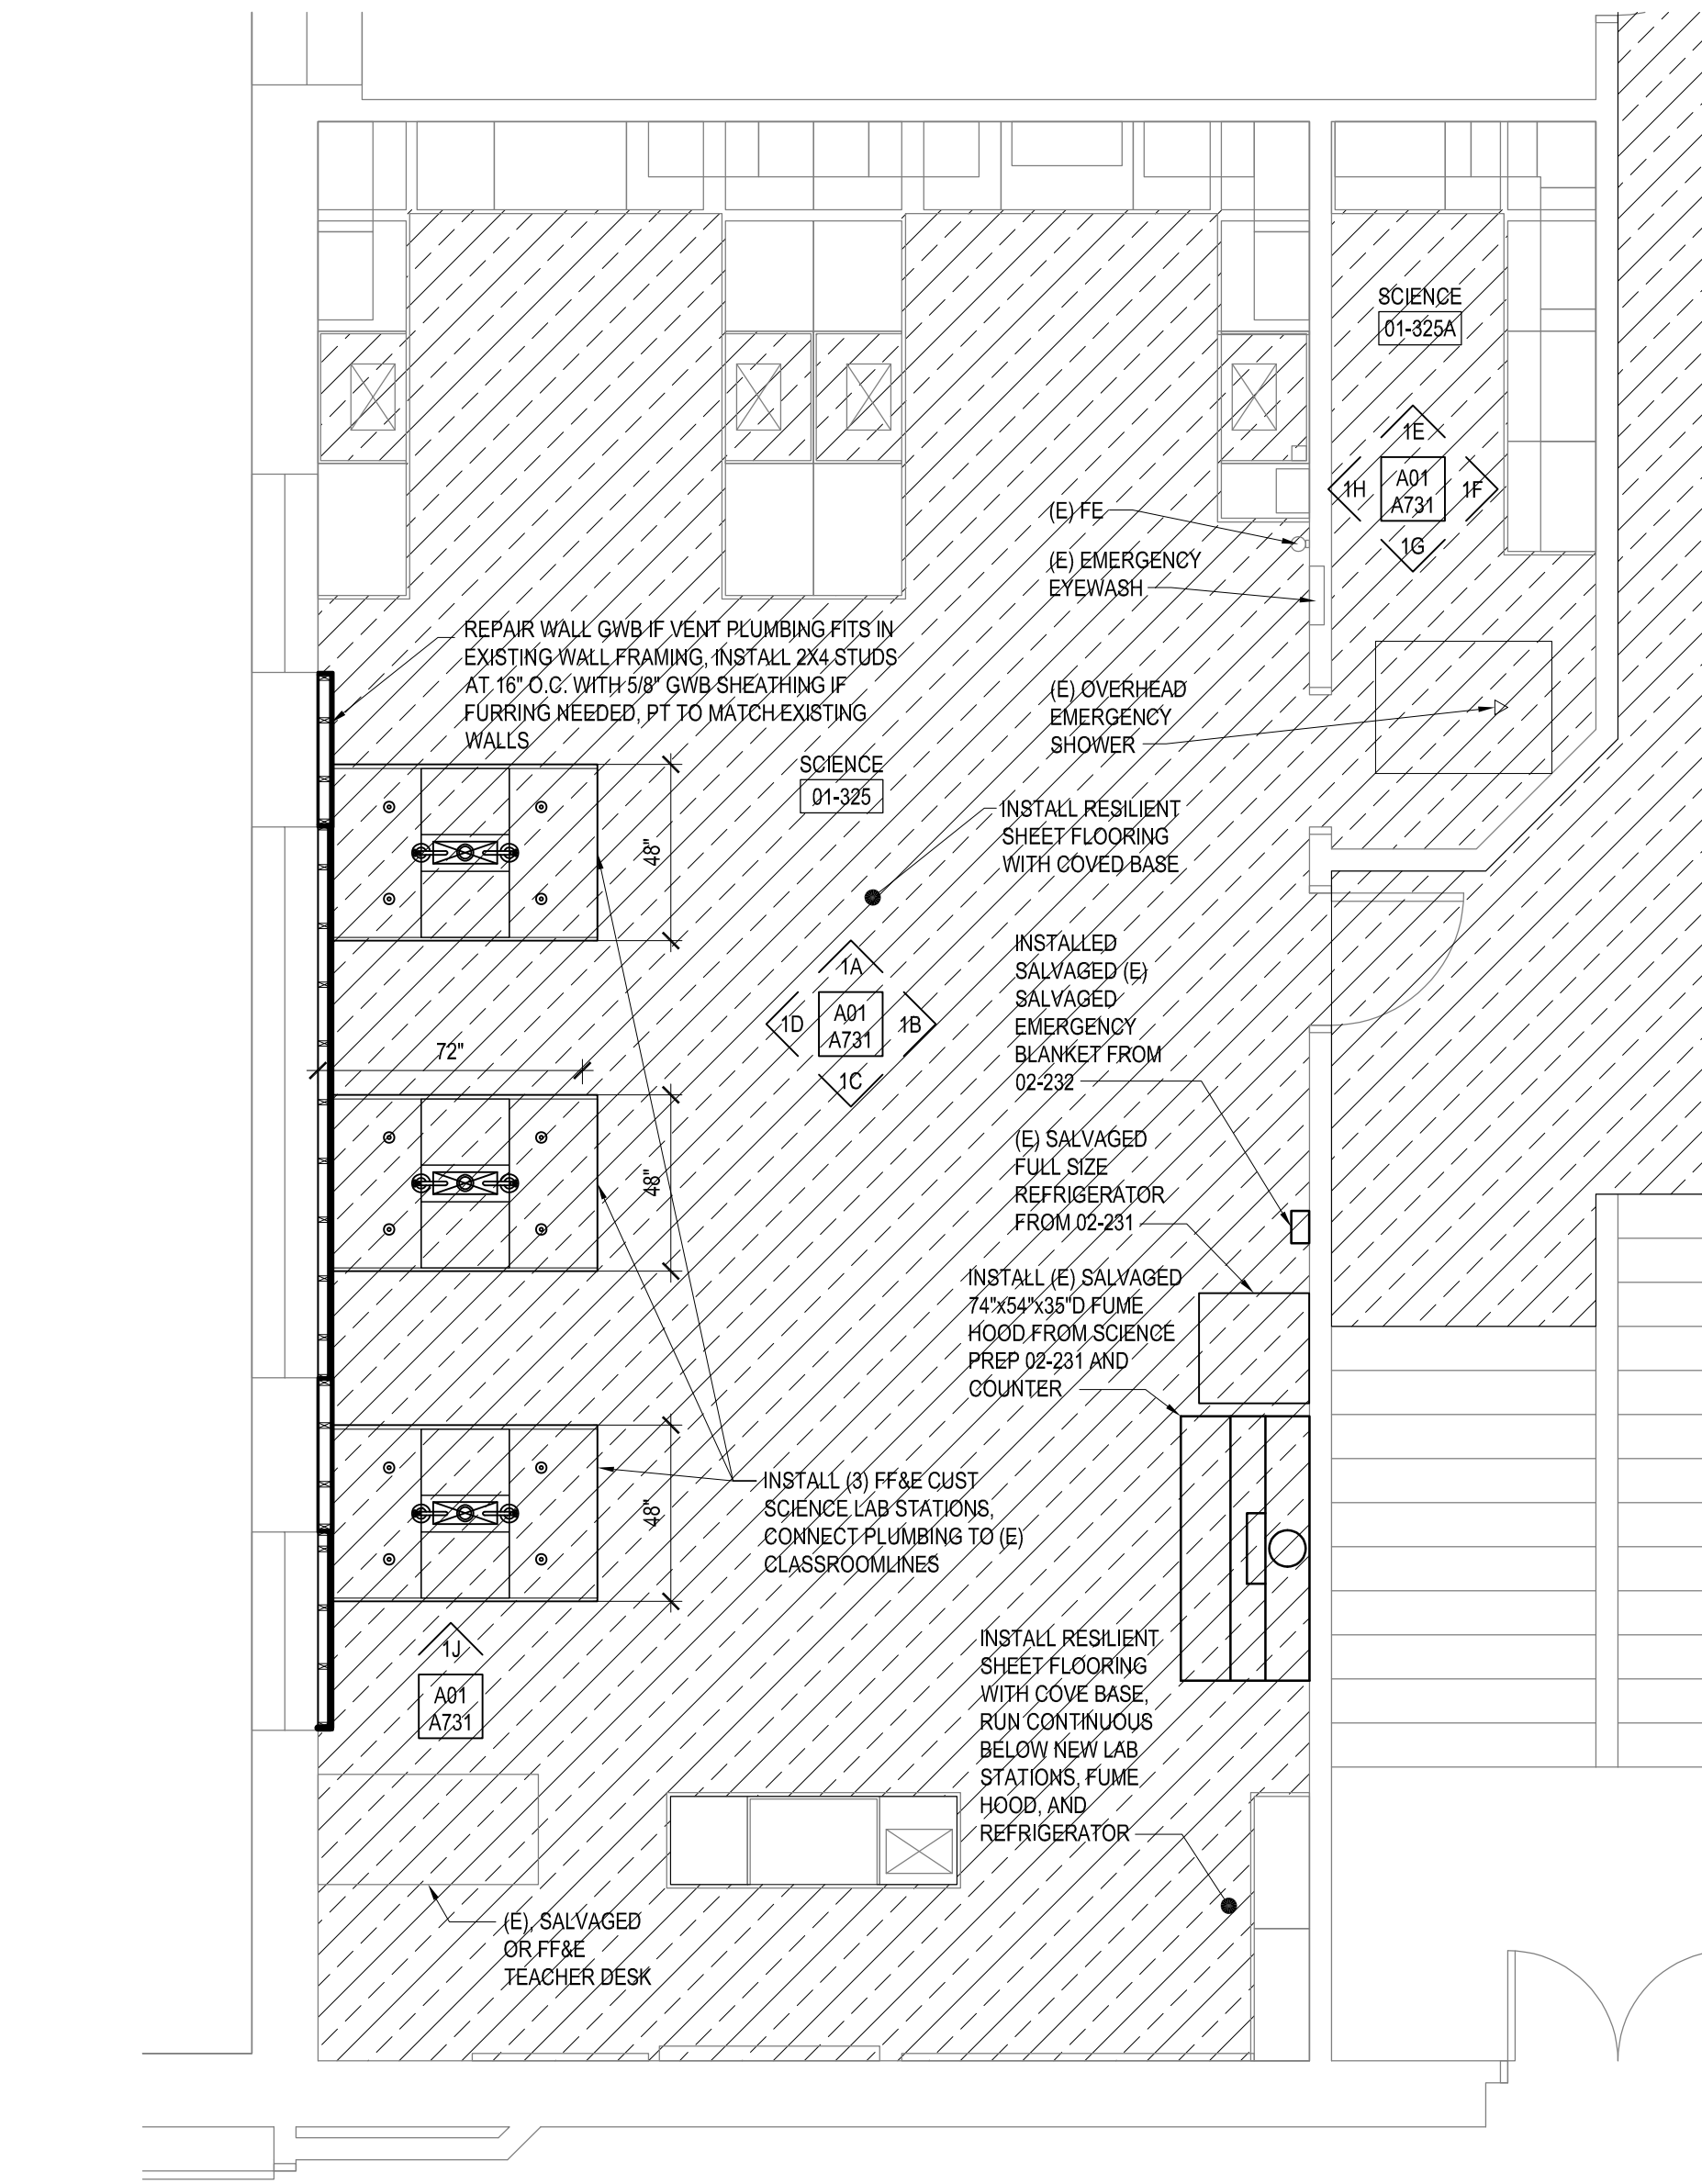 SCIENCE
01-325A
1E
1H
A01
A731
1F
1G
(E) FE
(E) EMERGENCY
EYEWASH
REPAIR WALL GWB IF VENT PLUMBING FITS IN
EXISTING WALL FRAMING, INSTALL 2X4 STUDS
AT 16" O.C. WITH 5/8" GWB SHEATHING IF
FURRING NEEDED, PT TO MATCH EXISTING
WALLS
(E) OVERHEAD
EMERGENCY
SHOWER
SCIENCE
01-325
INSTALL RESILIENT
SHEET FLOORING
WITH COVED BASE
48"
1A
1D
A01
A731
1B
1C
INSTALLED
SALVAGED (E)
SALVAGED
EMERGENCY
BLANKET FROM
02-232
72"
48"
(E) SALVAGED
FULL SIZE
REFRIGERATOR
FROM 02-231
INSTALL (E) SALVAGED
74"x54"x35"D FUME
HOOD FROM SCIENCE
PREP 02-231 AND
COUNTER
48"
INSTALL (3) FF&E CUST
SCIENCE LAB STATIONS,
CONNECT PLUMBING TO (E)
CLASSROOMLINES
1J
A01
A731
INSTALL RESILIENT
SHEET FLOORING
WITH COVE BASE,
RUN CONTINUOUS
BELOW NEW LAB
STATIONS, FUME
HOOD, AND
REFRIGERATOR
(E), SALVAGED
OR FF&E
TEACHER DESK